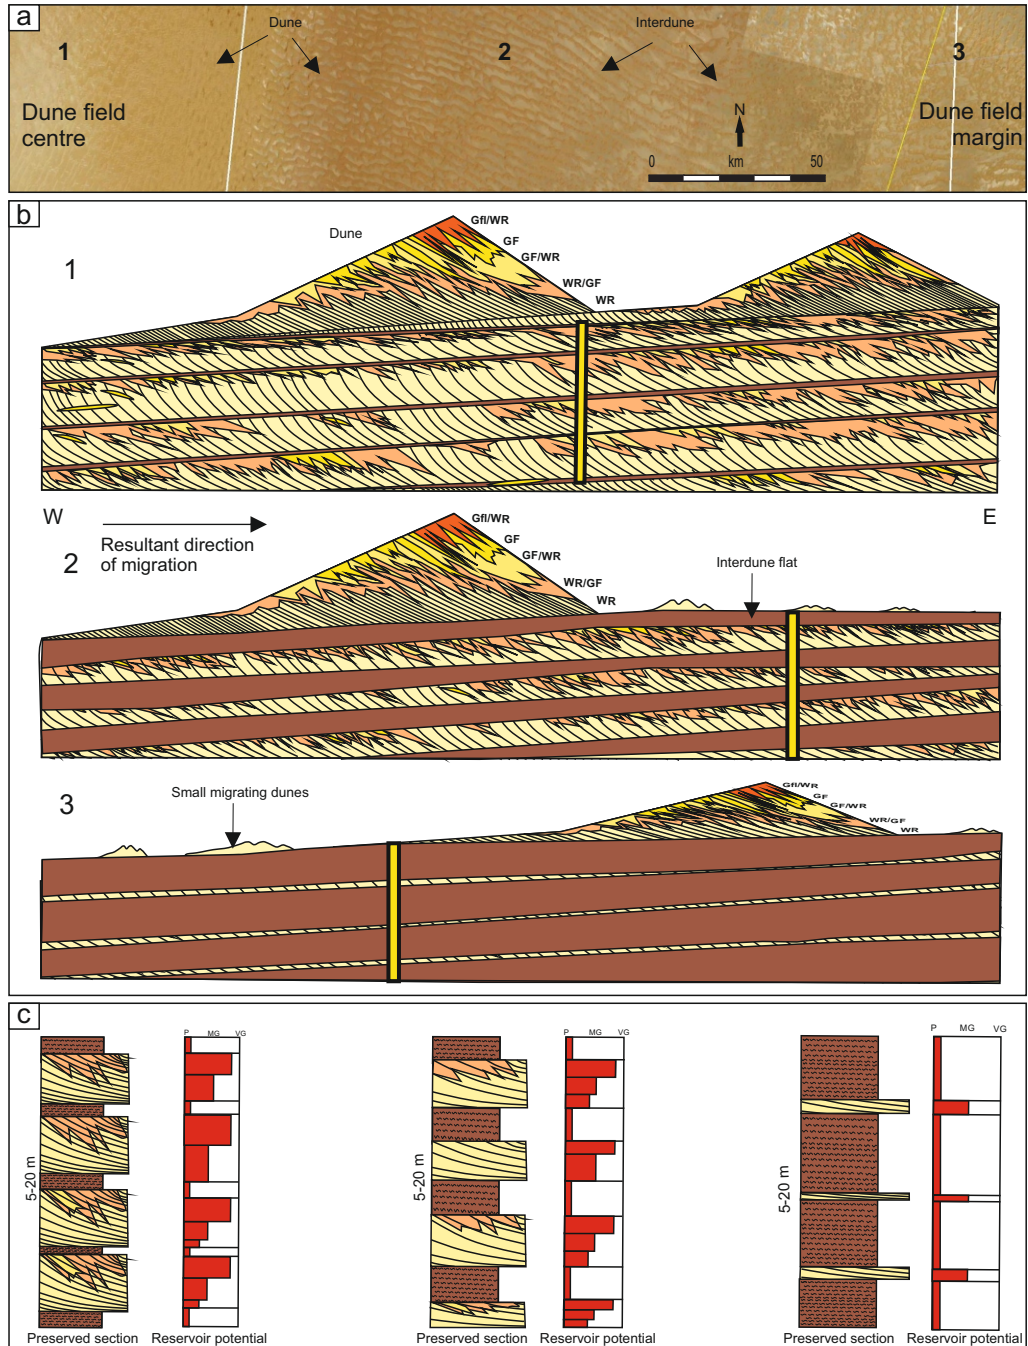 a
Dune
Interdune
1
2
3
Dune field
centre
Dune field
margin
N
0 km 50
b
1
Dune
Gfl/WR
GF
GF/WR
WR/GF
WR
W
E
Resultant direction
of migration
2
Gfl/WR
GF
GF/WR
WR/GF
WR
Interdune flat
3
Small migrating dunes
Gfl/WR
GF
GF/WR
WR/GF
WR
c
P MG VG
P MG VG
P MG VG
5-20 m
5-20 m
5-20 m
Preserved section
Reservoir potential
Preserved section
Reservoir potential
Preserved section
Reservoir potential